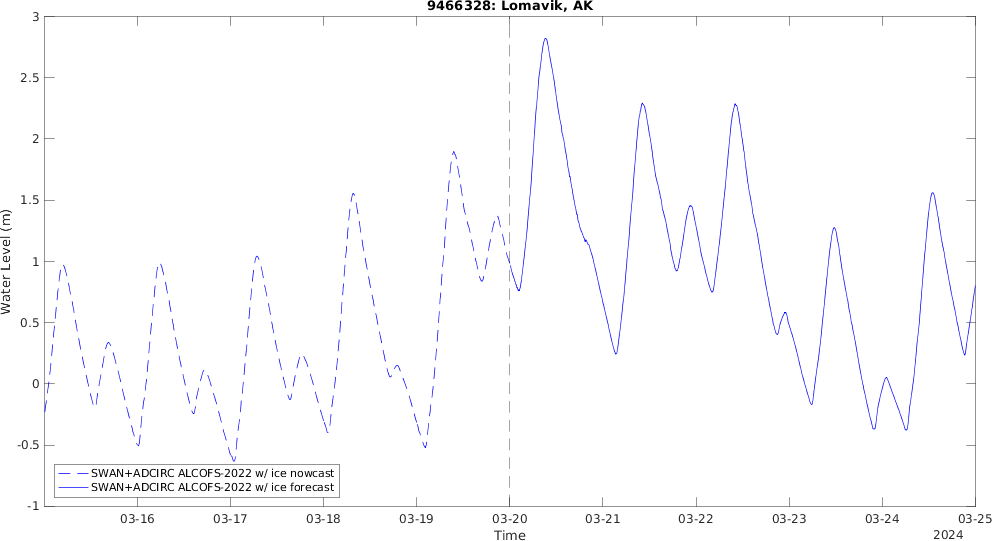 9466328: Lomavik, AK
Water Level (m)
3
2.5
2
1.5
1
0.5
0
-0.5
-1
SWAN+ADCIRC ALCOFS-2022 w/ ice nowcast
SWAN+ADCIRC ALCOFS-2022 w/ ice forecast
03-16 03-17 03-18 03-19 03-20 03-21 03-22 03-23 03-24 03-25
Time
2024